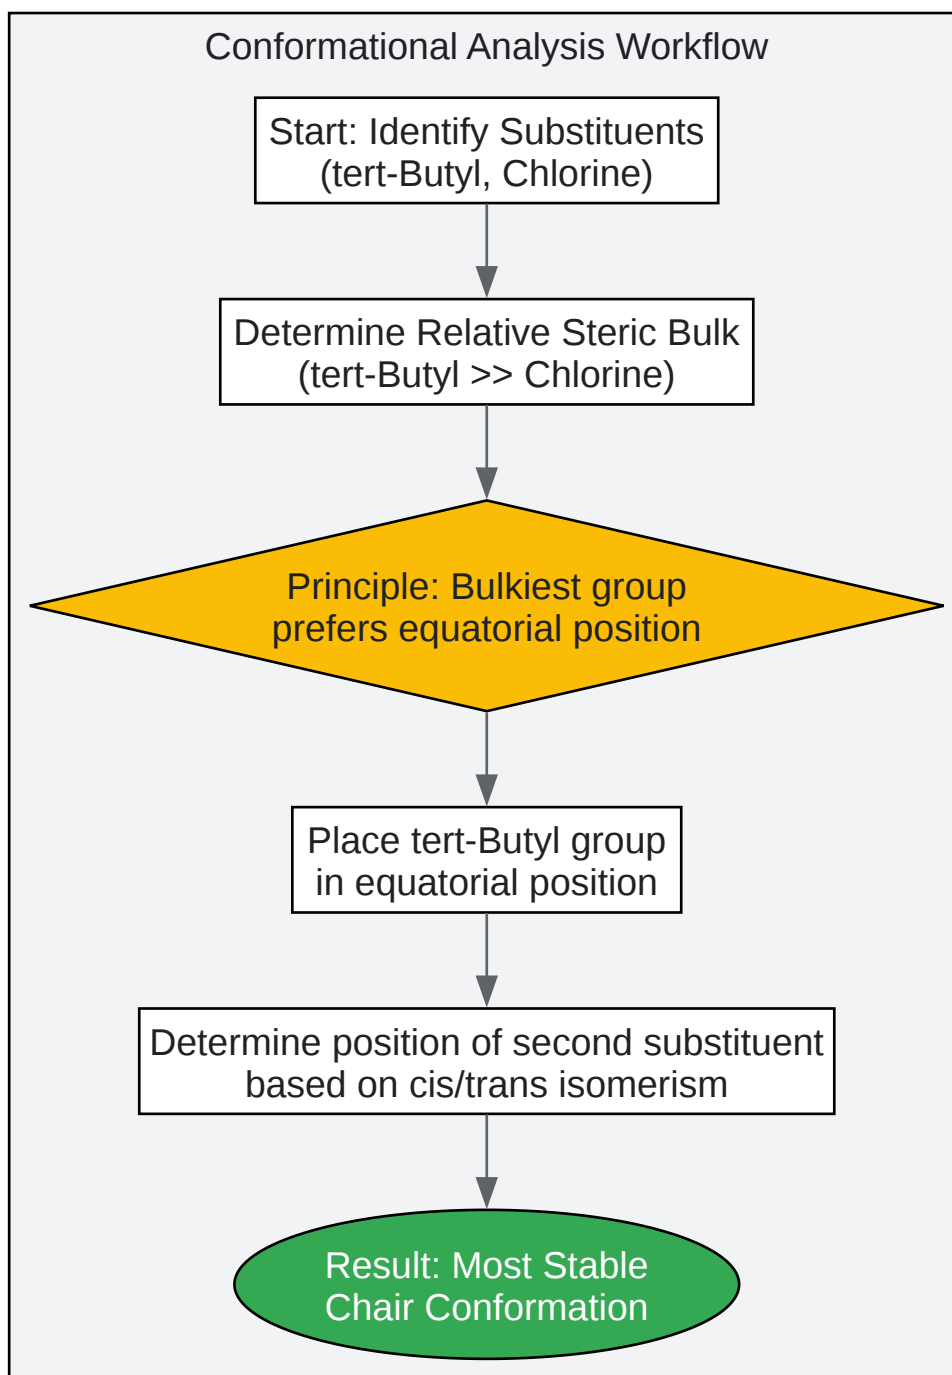 Conformational Analysis Workflow
Start: Identify Substituents
(tert-Butyl, Chlorine)
Determine Relative Steric Bulk
(tert-Butyl >> Chlorine)
Principle: Bulkiest group
prefers equatorial position
Place tert-Butyl group
in equatorial position
Determine position of second substituent
based on cis/trans isomerism
Result: Most Stable
Chair Conformation